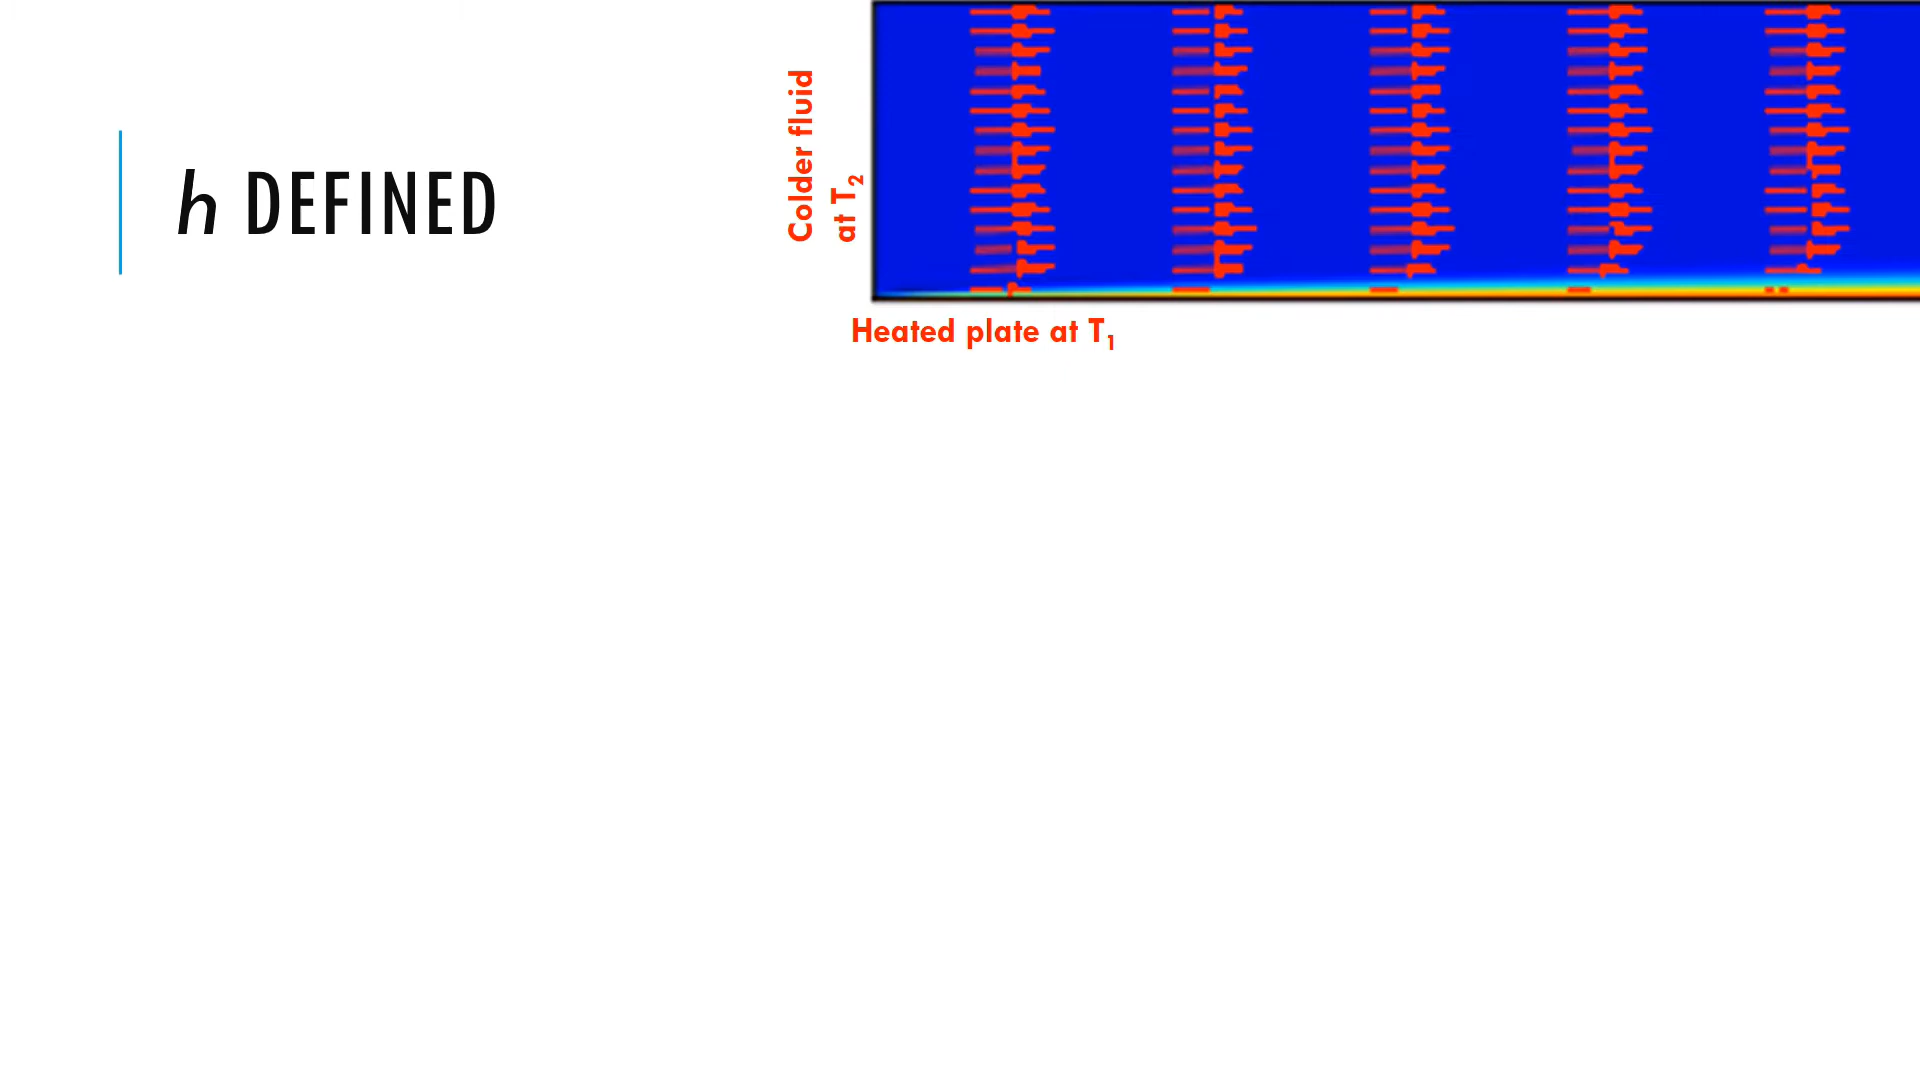 h DEFINED
Colder fluid
at T₂
Heated plate at T₁